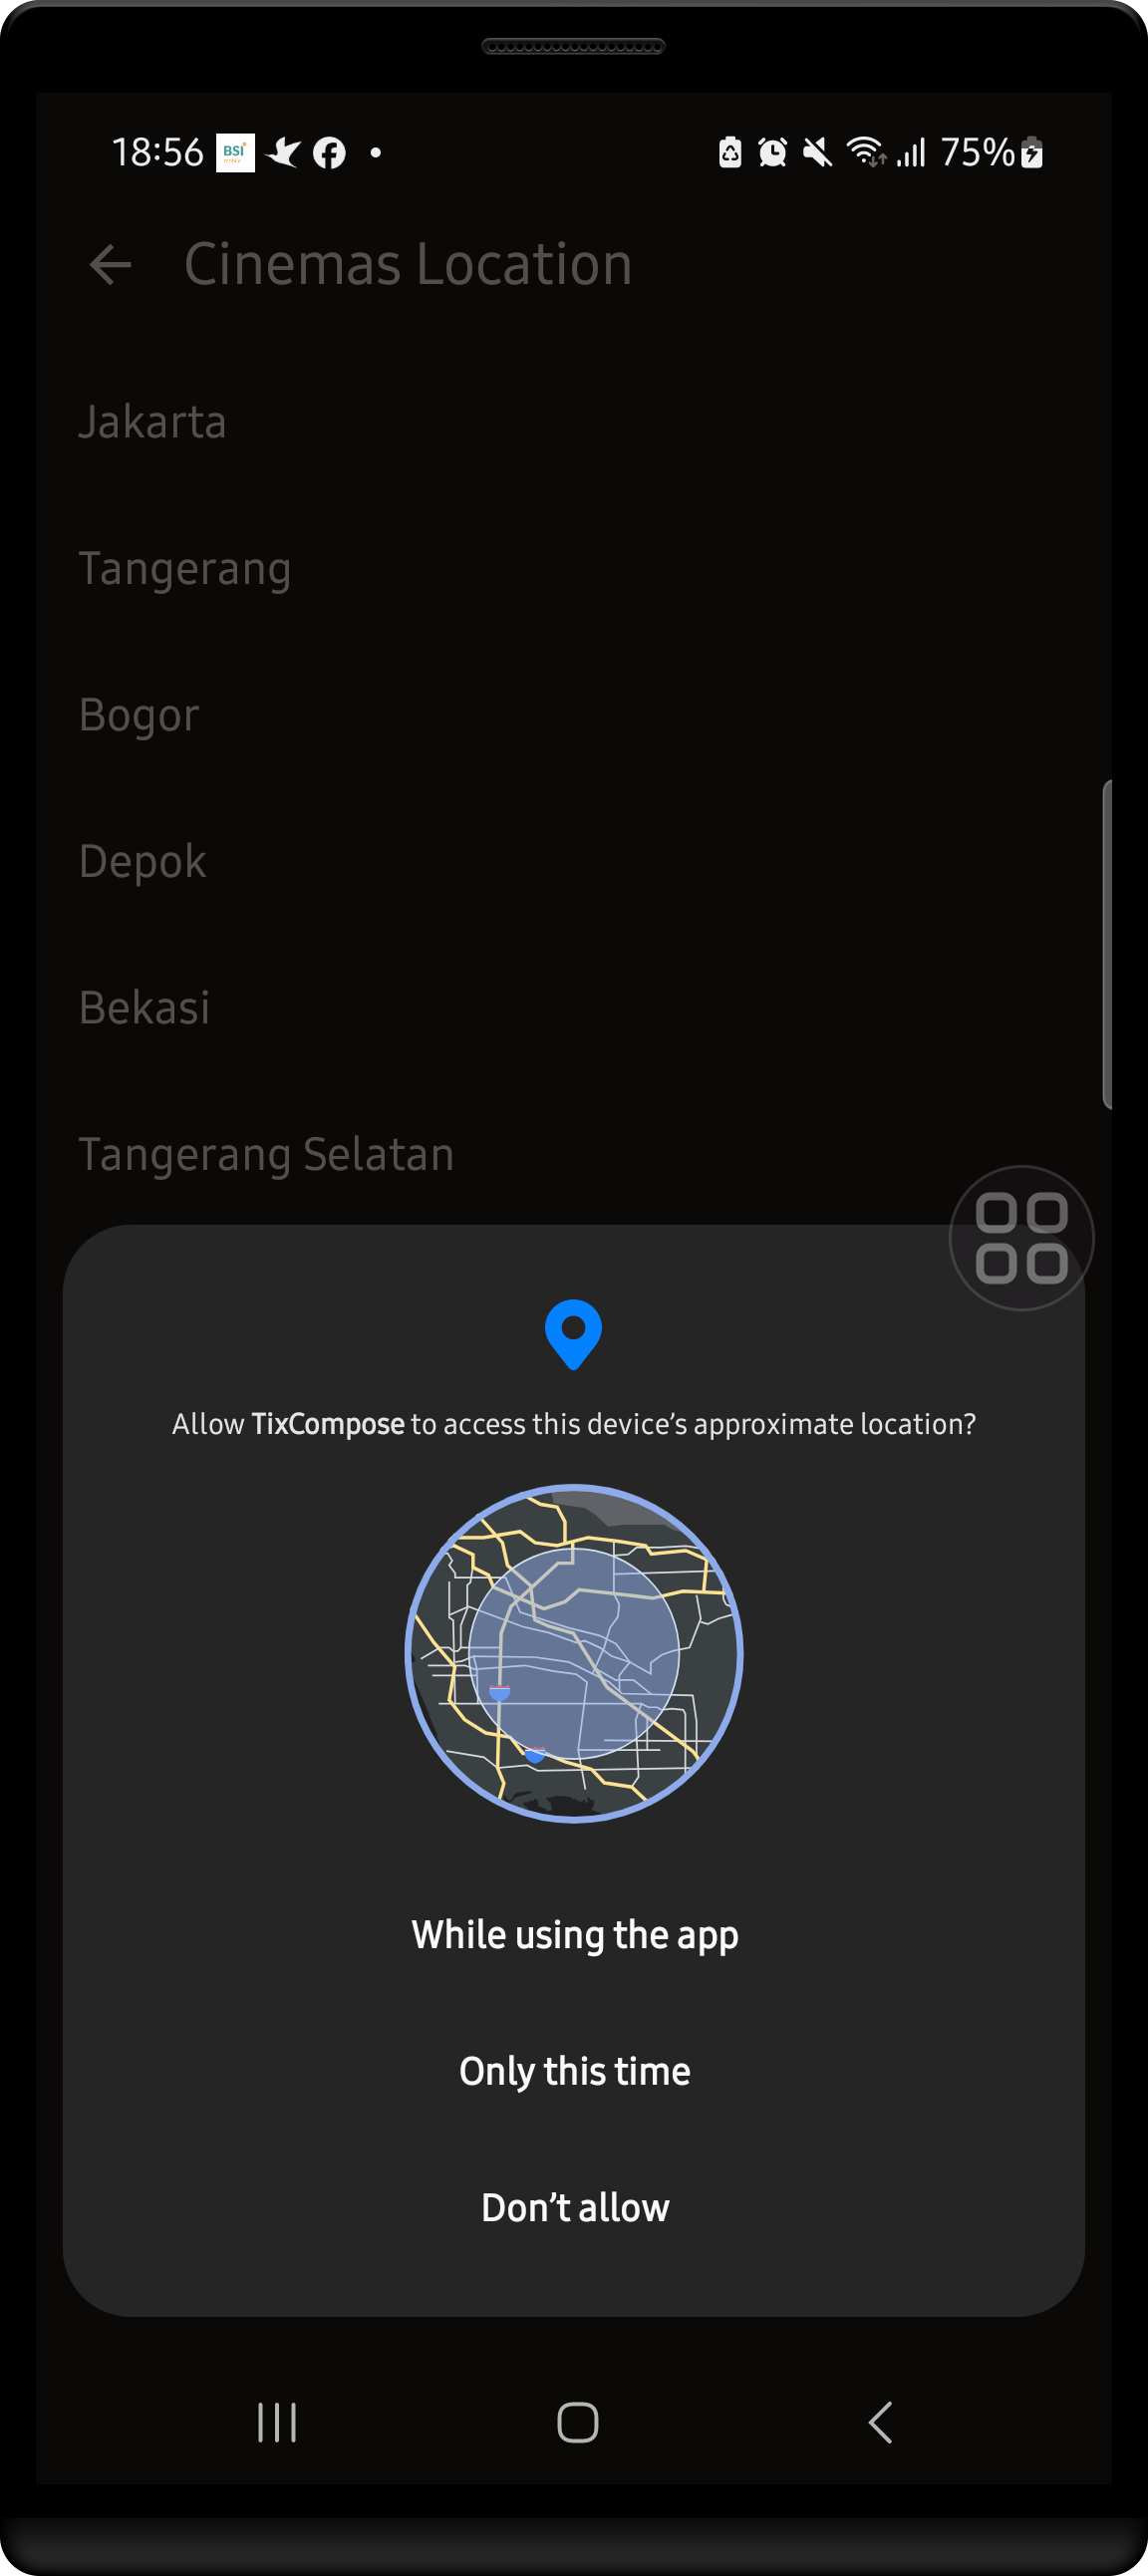 18:56 BSI 75%
Cinemas Location
Jakarta
Tangerang
Bogor
Depok
Bekasi
Tangerang Selatan
Allow TixCompose to access this device’s approximate location?
While using the app
Only this time
Don’t allow